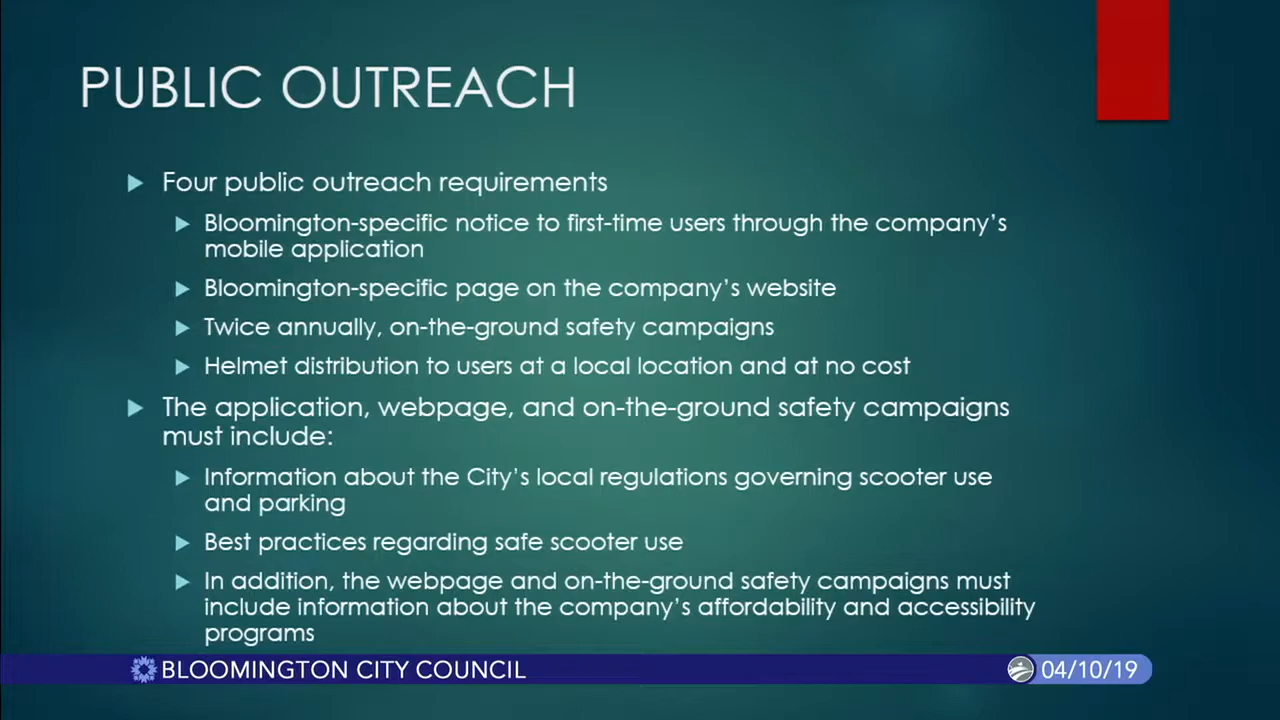 PUBLIC OUTREACH
Four public outreach requirements
Bloomington-specific notice to first-time users through the company's
mobile application
Bloomington-specific page on the company's website
Twice annually, on-the-ground safety campaigns
Helmet distribution to users at a local location and at no cost
The application, webpage, and on-the-ground safety campaigns
must include:
Information about the City's local regulations governing scooter use
and parking
Best practices regarding safe scooter use
In addition, the webpage and on-the-ground safety campaigns must
include information about the company's affordability and accessibility
programs
BLOOMINGTON CITY COUNCIL
04/10/19